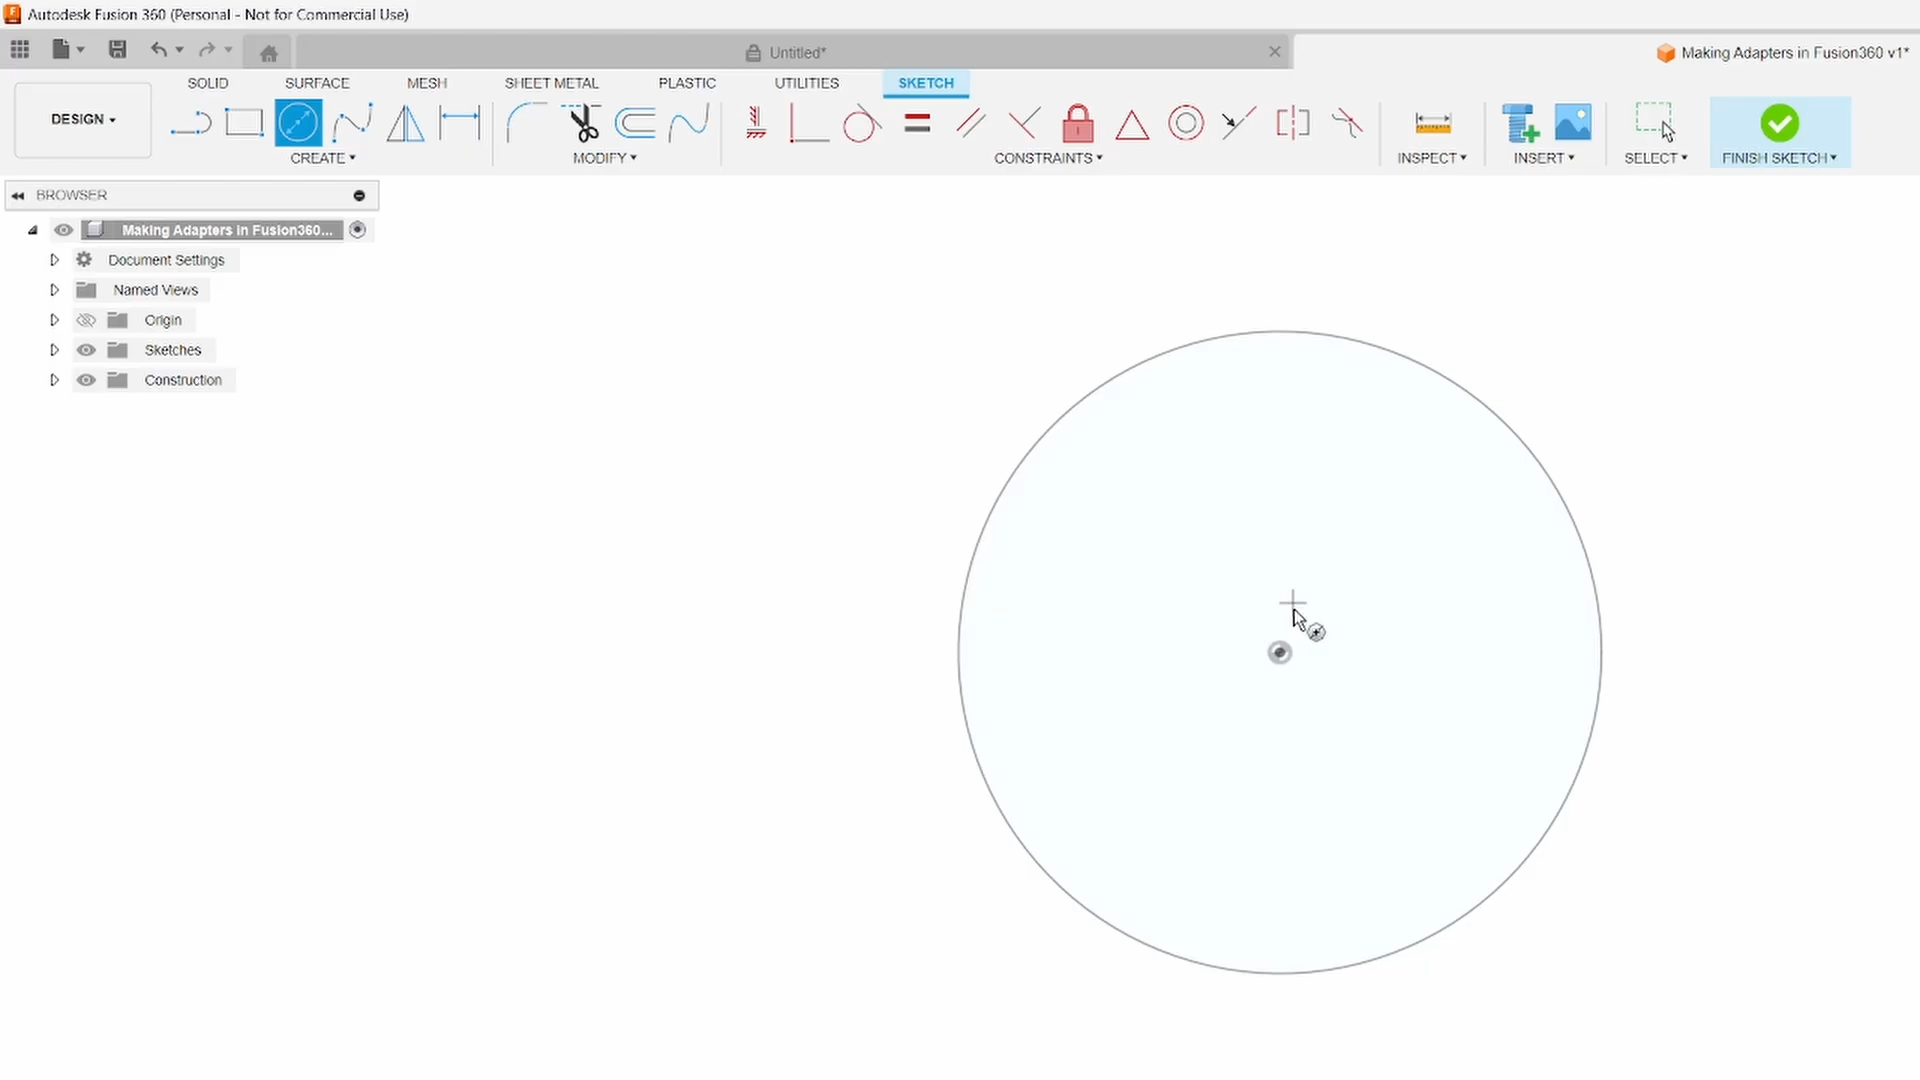 Autodesk Fusion 360 (Personal - Not for Commercial Use)
Untitled*
Making Adapters in Fusion360 v1*
SOLID SURFACE MESH SHEET METAL PLASTIC UTILITIES SKETCH
DESIGN
CREATE MODIFY CONSTRAINTS INSPECT INSERT SELECT FINISH SKETCH
BROWSER
Making Adapters in Fusion360...
Document Settings
Named Views
Origin
Sketches
Construction